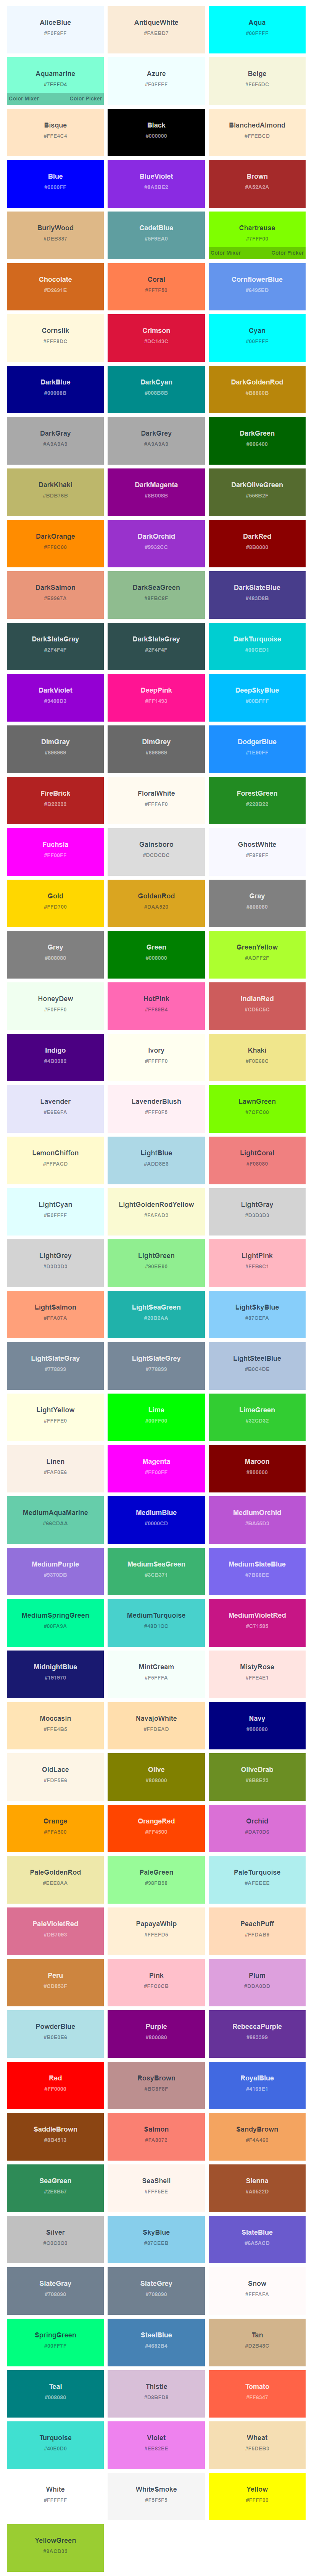 AliceBlue AntiqueWhite Aqua
#F0F8FF #FAEBD7 #00FFFF
Aquamarine Azure Beige
#7FFFD4 #F0FFFF #F5F5DC
Color Mixer Color Picker
Bisque Black BlanchedAlmond
#FFE4C4 #000000 #FFEBCD
Blue BlueViolet Brown
#0000FF #8A2BE2 #A52A2A
BurlyWood CadetBlue Chartreuse
#DEB887 #5F9EA0 #7FFF00
Color Mixer Color Picker
Chocolate Coral CornflowerBlue
#D2691E #FF7F50 #6495ED
Cornsilk Crimson Cyan
#FFF8DC #DC143C #00FFFF
DarkBlue DarkCyan DarkGoldenRod
#00008B #008B8B #B8860B
DarkGray DarkGrey DarkGreen
#A9A9A9 #A9A9A9 #006400
DarkKhaki DarkMagenta DarkOliveGreen
#BDB76B #8B008B #556B2F
DarkOrange DarkOrchid DarkRed
#FF8C00 #9932CC #8B0000
DarkSalmon DarkSeaGreen DarkSlateBlue
#E9967A #8FBC8F #483D8B
DarkSlateGray DarkSlateGrey DarkTurquoise
#2F4F4F #2F4F4F #00CED1
DarkViolet DeepPink DeepSkyBlue
#9400D3 #FF1493 #00BFFF
DimGray DimGrey DodgerBlue
#696969 #696969 #1E90FF
FireBrick FloralWhite ForestGreen
#B22222 #FFFAF0 #228B22
Fuchsia Gainsboro GhostWhite
#FF00FF #DCDCDC #F8F8FF
Gold GoldenRod Gray
#FFD700 #DAA520 #808080
Grey Green GreenYellow
#808080 #008000 #ADFF2F
HoneyDew HotPink IndianRed
#F0FFF0 #FF69B4 #CD5C5C
Indigo Ivory Khaki
#4B0082 #FFFFF0 #F0E68C
Lavender LavenderBlush LawnGreen
#E6E6FA #FFF0F5 #7CFC00
LemonChiffon LightBlue LightCoral
#FFFACD #ADD8E6 #F08080
LightCyan LightGoldenRodYellow LightGray
#E0FFFF #FAFAD2 #D3D3D3
LightGrey LightGreen LightPink
#D3D3D3 #90EE90 #FFB6C1
LightSalmon LightSeaGreen LightSkyBlue
#FFA07A #20B2AA #87CEFA
LightSlateGray LightSlateGrey LightSteelBlue
#778899 #778899 #B0C4DE
LightYellow Lime LimeGreen
#FFFFE0 #00FF00 #32CD32
Linen Magenta Maroon
#FAF0E6 #FF00FF #800000
MediumAquaMarine MediumBlue MediumOrchid
#66CDAA #0000CD #BA55D3
MediumPurple MediumSeaGreen MediumSlateBlue
#9370DB #3CB371 #7B68EE
MediumSpringGreen MediumTurquoise MediumVioletRed
#00FA9A #48D1CC #C71585
MidnightBlue MintCream MistyRose
#191970 #F5FFFA #FFE4E1
Moccasin NavajoWhite Navy
#FFE4B5 #FFDEAD #000080
OldLace Olive OliveDrab
#FDF5E6 #808000 #6B8E23
Orange OrangeRed Orchid
#FFA500 #FF4500 #DA70D6
PaleGoldenRod PaleGreen PaleTurquoise
#EEE8AA #98FB98 #AFEEEE
PaleVioletRed PapayaWhip PeachPuff
#DB7093 #FFEFD5 #FFDAB9
Peru Pink Plum
#CD853F #FFC0CB #DDA0DD
PowderBlue Purple RebeccaPurple
#B0E0E6 #800080 #663399
Red RosyBrown RoyalBlue
#FF0000 #BC8F8F #4169E1
SaddleBrown Salmon SandyBrown
#8B4513 #FA8072 #F4A460
SeaGreen SeaShell Sienna
#2E8B57 #FFF5EE #A0522D
Silver SkyBlue SlateBlue
#C0C0C0 #87CEEB #6A5ACD
SlateGray SlateGrey Snow
#708090 #708090 #FFFAFA
SpringGreen SteelBlue Tan
#00FF7F #4682B4 #D2B48C
Teal Thistle Tomato
#008080 #D8BFD8 #FF6347
Turquoise Violet Wheat
#40E0D0 #EE82EE #F5DEB3
White WhiteSmoke Yellow
#FFFFFF #F5F5F5 #FFFF00
YellowGreen
#9ACD32